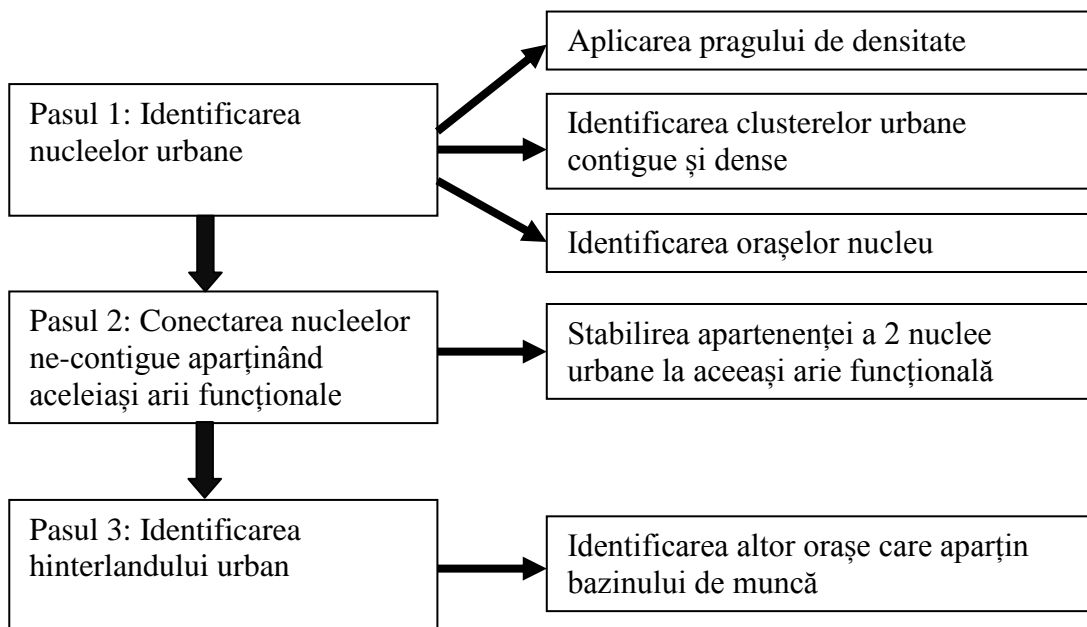 Pasul 1: Identificarea
nucleelor urbane
Aplicarea pragului de densitate
Identificarea clusterelor urbane
contigue și dense
Identificarea orașelor nucleu
Pasul 2: Conectarea nucleelor
ne-contigue aparținând
aceleiași arii funcționale
Stabilirea apartenenței a 2 nuclee
urbane la aceeași arie funcțională
Pasul 3: Identificarea
hinterlandului urban
Identificarea altor orașe care aparțin
bazinului de muncă